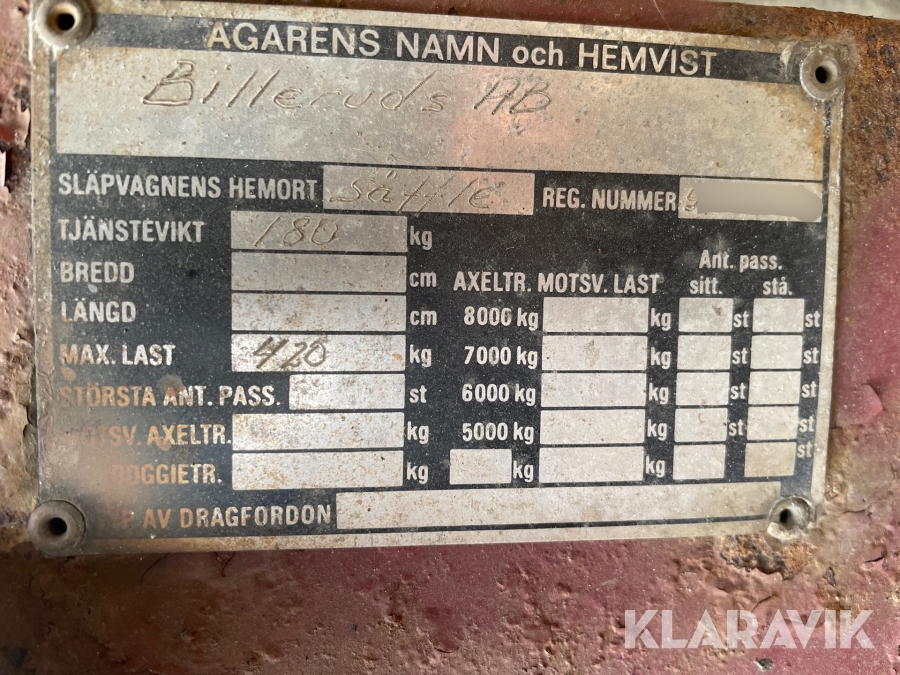 ÄGARENS NAMN och HEMVIST
Billeruds AB
SLÄPVAGNENS HEMORT Säffle REG. NUMMER
TJÄNSTEVIKT 180 kg
BREDD cm AXELTR. MOTSV. LAST Ant. pass. sitt. stå.
LÄNGD cm 8000 kg kg st st
MAX. LAST 420 kg 7000 kg kg st st
STÖRSTA ANT. PASS. st 6000 kg kg st st
MOTSV. AXELTR. kg 5000 kg kg st st
BOGGIETR. kg kg kg st st
TYP AV DRAGFORDON
KLARAVIK